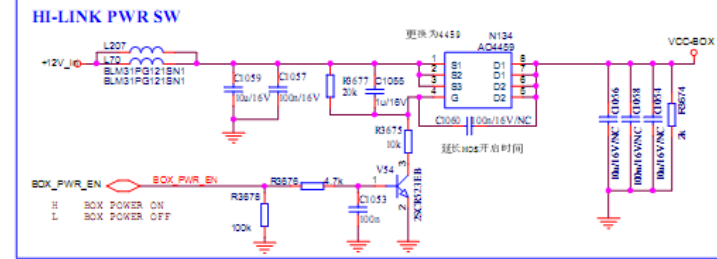 HI-LINK PWR SW
更换为4459
L207
L70
BLM31PG121SN1
BLM31PG121SN1
+12V_In
C1059
10u/16V
C1057
100n/16V
R3677
20k
C1055
1u/16V
N134
AO4459
1 S1 D1 8
2 S2 D1 7
3 S3 D2 6
4 G D2 5
VCC-BOX
C1060 100n/16V/NC
延长MOS开启时间
R3675
10k
C1056
10u/16V/NC
C1058
100n/16V/NC
C1054
10u/16V/NC
R3674
2k
BOX_PWR_EN
BOX_PWR_EN
R3676 4.7k
V54
1
3
2
2SCR523EB
H BOX POWER ON
L BOX POWER OFF
R3678
100k
C1053
100n